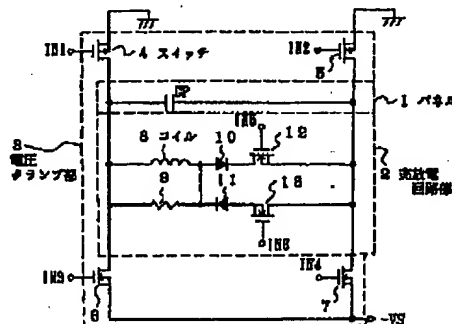 IN1
4 スイッチ
IN2
5
CP
1 パネル
3
電圧
クランプ部
8 コイル
10
IN5
12
9
11
13
2 充放電
回路部
IN3
6
IN4
7
-VS